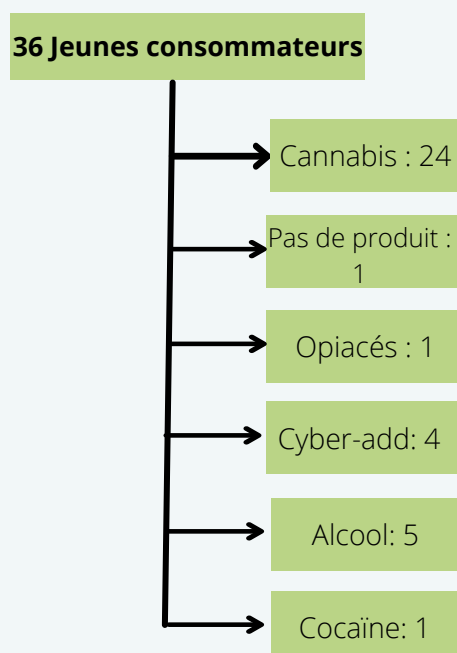 36 Jeunes consommateurs
Cannabis : 24
Pas de produit :
1
Opiacés : 1
Cyber-add: 4
Alcool: 5
Cocaïne: 1